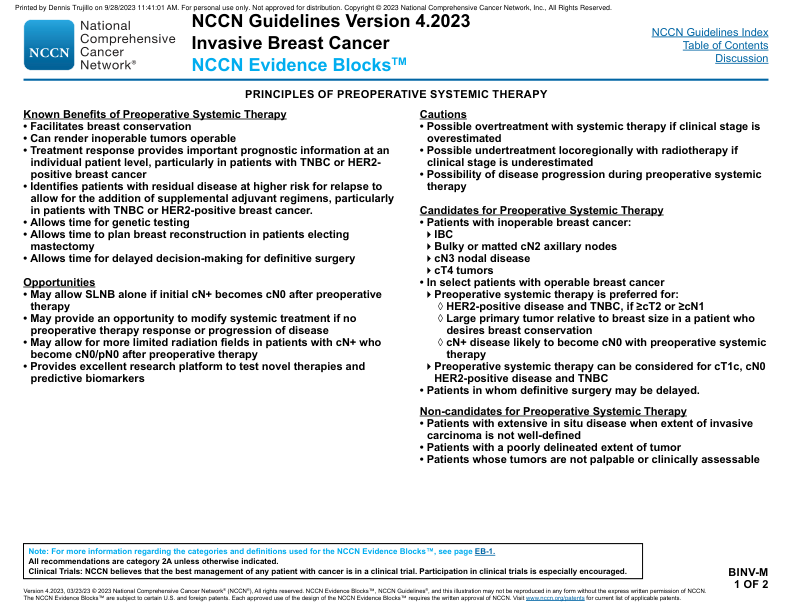 Printed by Dennis Trujillo on 9/28/2023 11:41:01 AM. For personal use only. Not approved for distribution. Copyright © 2023 National Comprehensive Cancer Network, Inc., All Rights Reserved.
NCCN
National
Comprehensive
Cancer
Network®
NCCN Guidelines Version 4.2023
Invasive Breast Cancer
NCCN Evidence Blocks™
NCCN Guidelines Index
Table of Contents
Discussion
PRINCIPLES OF PREOPERATIVE SYSTEMIC THERAPY
Known Benefits of Preoperative Systemic Therapy
• Facilitates breast conservation
• Can render inoperable tumors operable
• Treatment response provides important prognostic information at an
individual patient level, particularly in patients with TNBC or HER2-
positive breast cancer
• Identifies patients with residual disease at higher risk for relapse to
allow for the addition of supplemental adjuvant regimens, particularly
in patients with TNBC or HER2-positive breast cancer.
• Allows time for genetic testing
• Allows time to plan breast reconstruction in patients electing
mastectomy
• Allows time for delayed decision-making for definitive surgery
Opportunities
• May allow SLNB alone if initial cN+ becomes cN0 after preoperative
therapy
• May provide an opportunity to modify systemic treatment if no
preoperative therapy response or progression of disease
• May allow for more limited radiation fields in patients with cN+ who
become cN0/pN0 after preoperative therapy
• Provides excellent research platform to test novel therapies and
predictive biomarkers
Cautions
• Possible overtreatment with systemic therapy if clinical stage is
overestimated
• Possible undertreatment locoregionally with radiotherapy if
clinical stage is underestimated
• Possibility of disease progression during preoperative systemic
therapy
Candidates for Preoperative Systemic Therapy
• Patients with inoperable breast cancer:
▸ IBC
▸ Bulky or matted cN2 axillary nodes
▸ cN3 nodal disease
▸ cT4 tumors
• In select patients with operable breast cancer
▸ Preoperative systemic therapy is preferred for:
◊ HER2-positive disease and TNBC, if ≥cT2 or ≥cN1
◊ Large primary tumor relative to breast size in a patient who
desires breast conservation
◊ cN+ disease likely to become cN0 with preoperative systemic
therapy
▸ Preoperative systemic therapy can be considered for cT1c, cN0
HER2-positive disease and TNBC
• Patients in whom definitive surgery may be delayed.
Non-candidates for Preoperative Systemic Therapy
• Patients with extensive in situ disease when extent of invasive
carcinoma is not well-defined
• Patients with a poorly delineated extent of tumor
• Patients whose tumors are not palpable or clinically assessable
Note: For more information regarding the categories and definitions used for the NCCN Evidence Blocks™, see page EB-1.
All recommendations are category 2A unless otherwise indicated.
Clinical Trials: NCCN believes that the best management of any patient with cancer is in a clinical trial. Participation in clinical trials is especially encouraged.
BINV-M
1 OF 2
Version 4.2023, 03/23/23 © 2023 National Comprehensive Cancer Network® (NCCN®), All rights reserved. NCCN Evidence Blocks™, NCCN Guidelines®, and this illustration may not be reproduced in any form without the express written permission of NCCN.
The NCCN Evidence Blocks™ are subject to certain U.S. and foreign patents. Each approved use of the design of the NCCN Evidence Blocks™ requires the written approval of NCCN. Visit www.nccn.org/patents for current list of applicable patents.